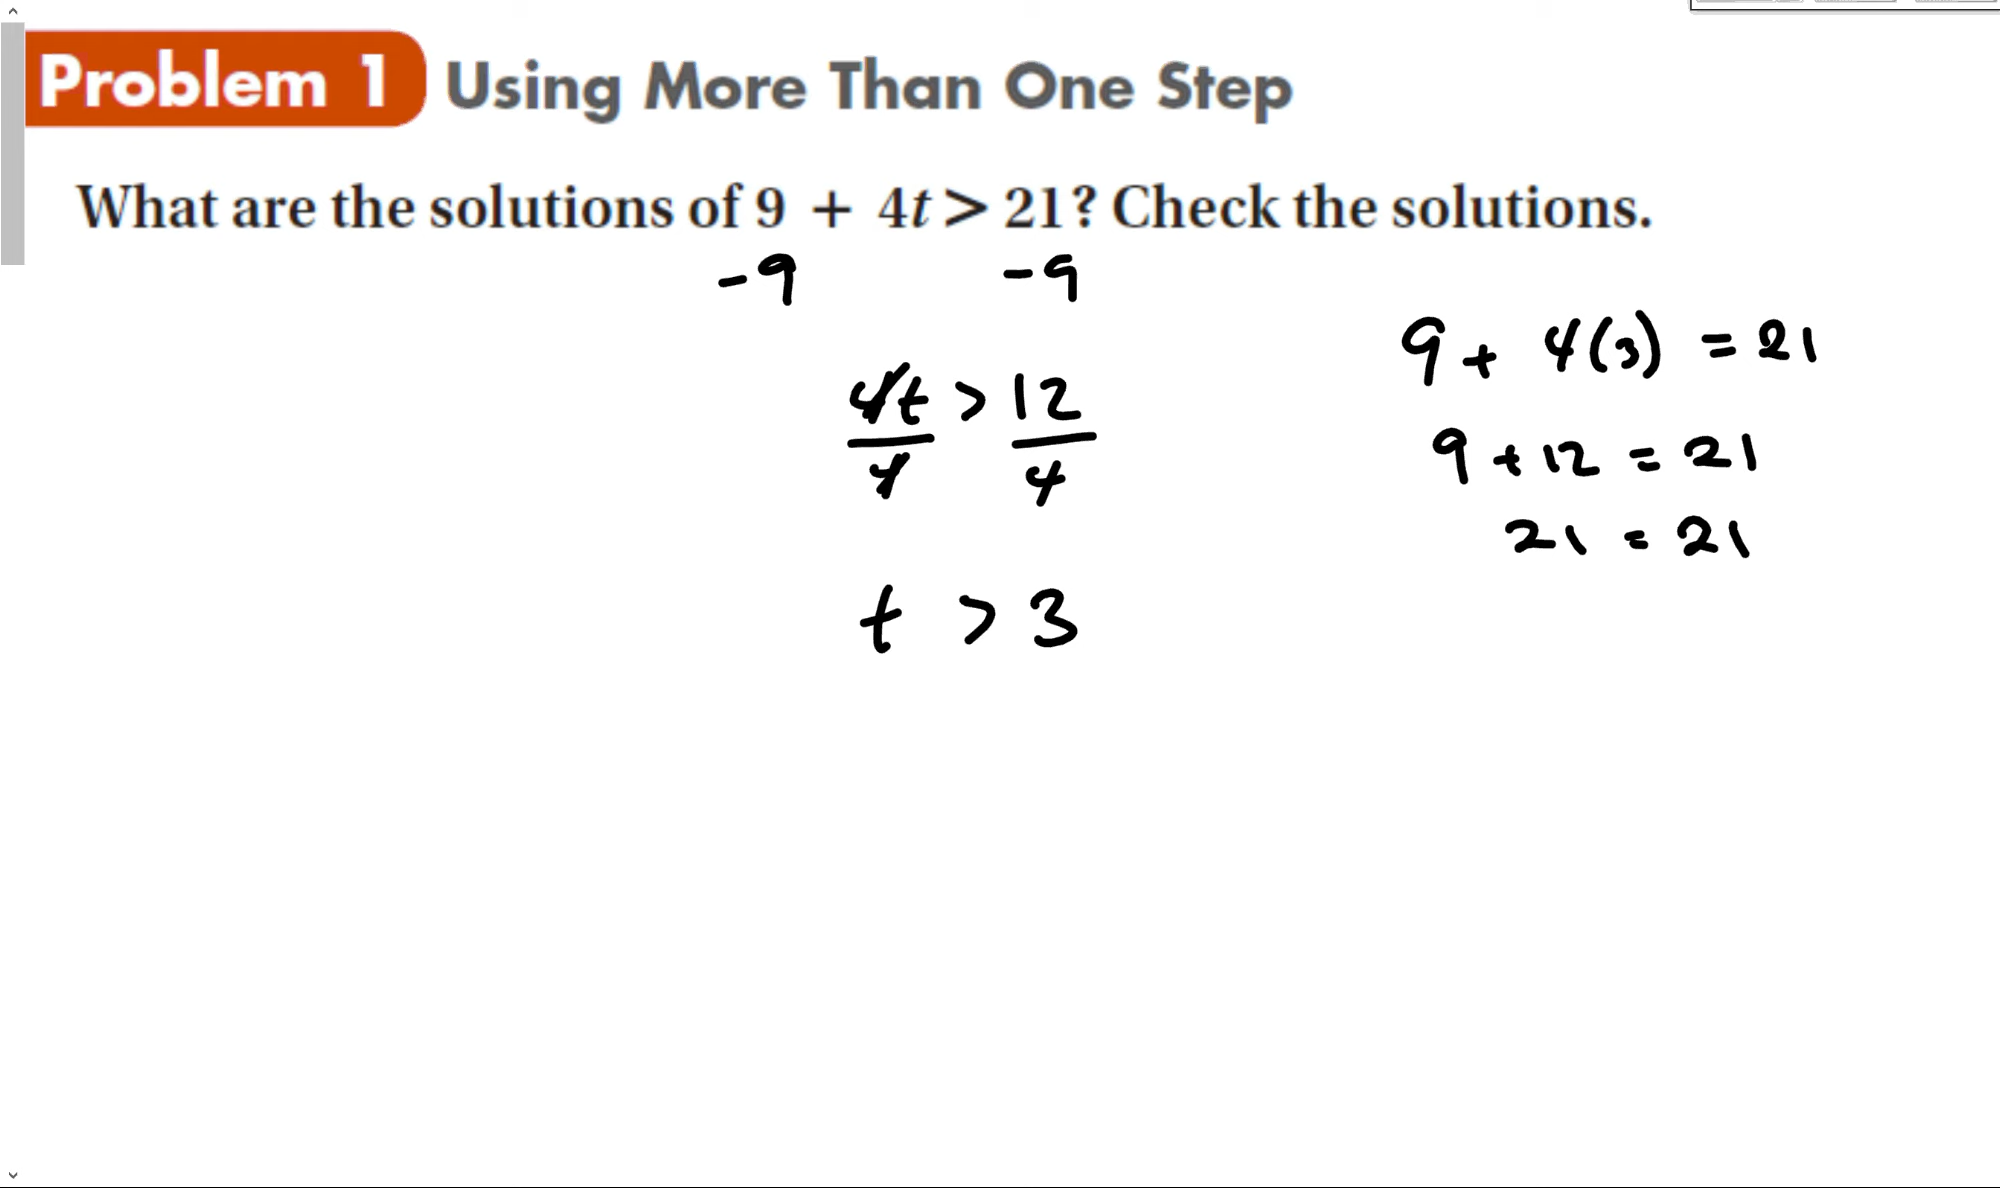 Problem 1 Using More Than One Step
What are the solutions of 9 + 4t > 21? Check the solutions.
-9 -9
9 + 4(3) = 21
4t > 12
4 4
9 + 12 = 21
21 = 21
t > 3